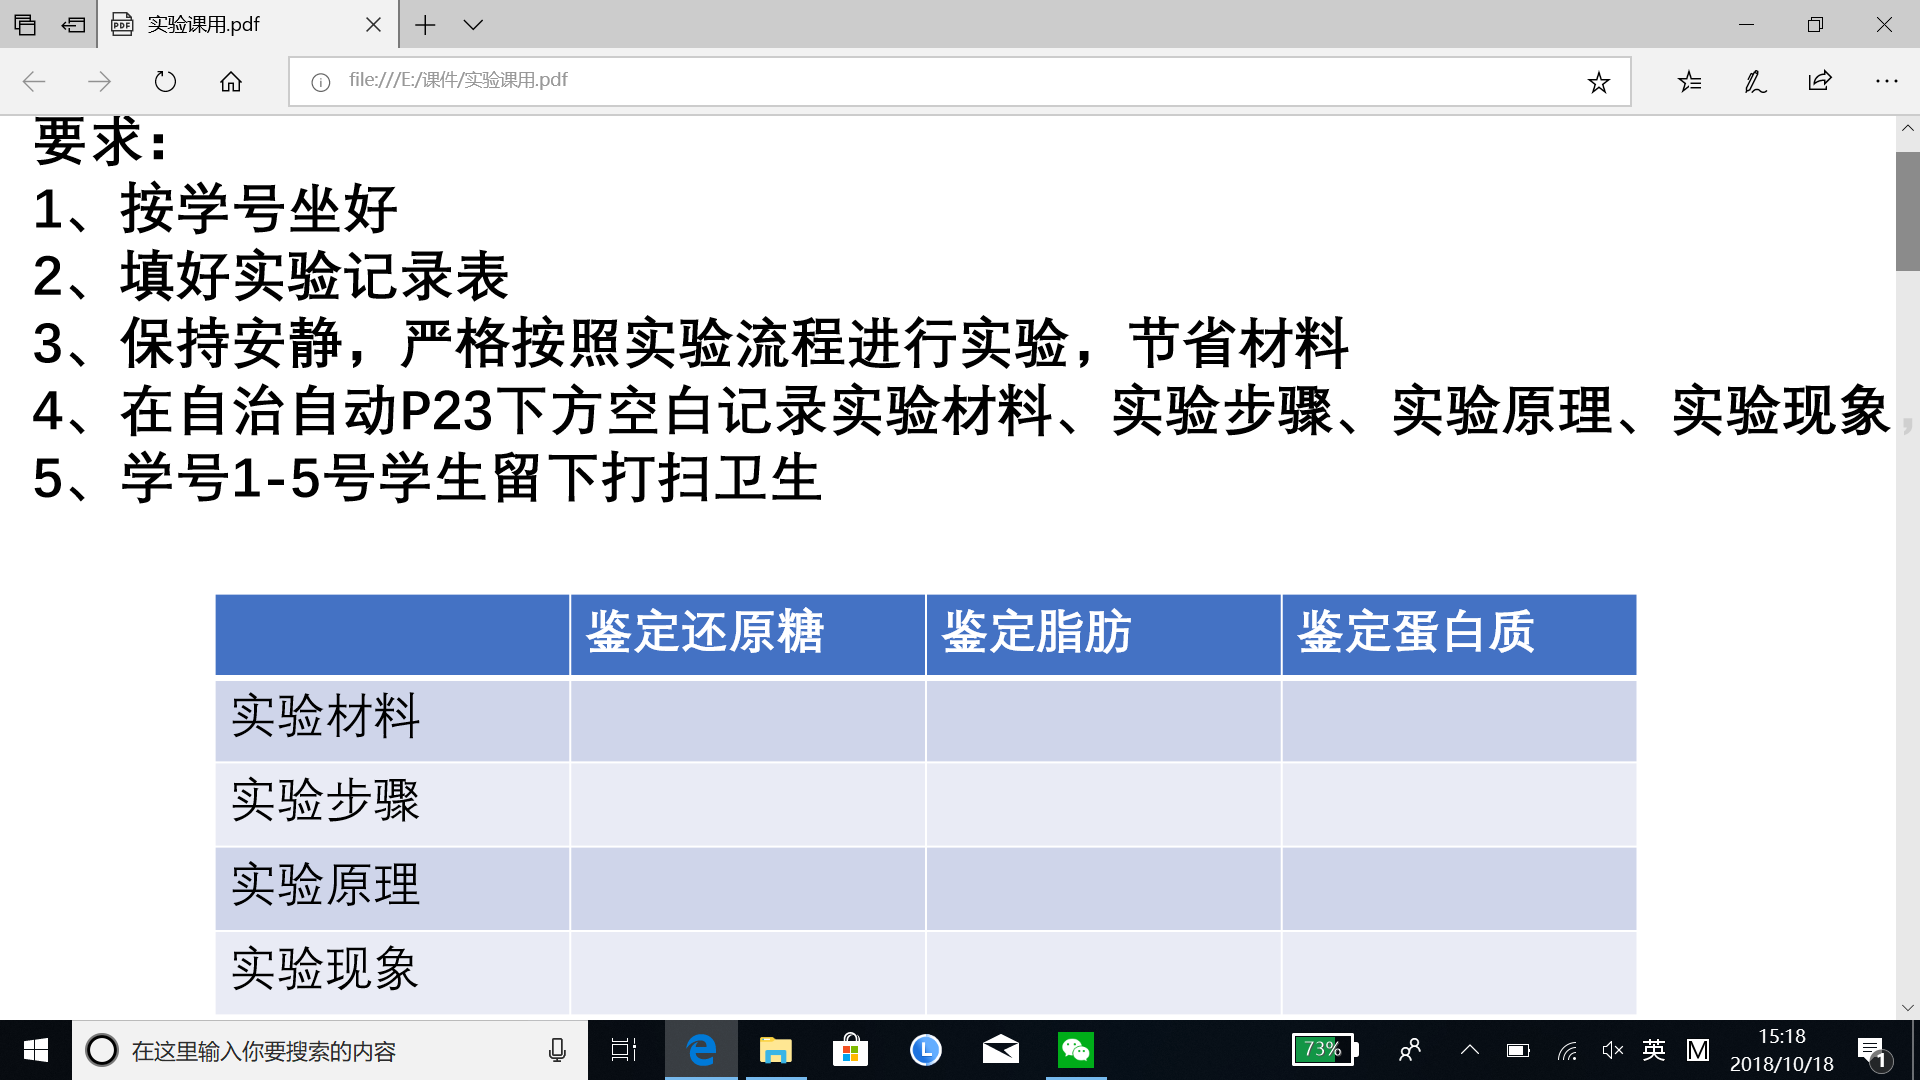 实验课用.pdf
file:///E:/课件/实验课用.pdf
要求：
1、按学号坐好
2、填好实验记录表
3、保持安静，严格按照实验流程进行实验，节省材料
4、在自治自动P23下方空白记录实验材料、实验步骤、实验原理、实验现象，
5、学号1-5号学生留下打扫卫生
鉴定还原糖 鉴定脂肪 鉴定蛋白质
实验材料
实验步骤
实验原理
实验现象
在这里输入你要搜索的内容
73%
英
M
15:18
2018/10/18
1